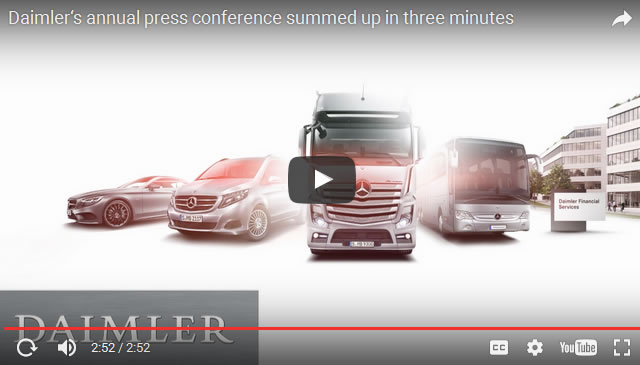 Daimler's annual press conference summed up in three minutes
Daimler Financial
Services
DAIMLER
2:52 / 2:52
CC
YouTube